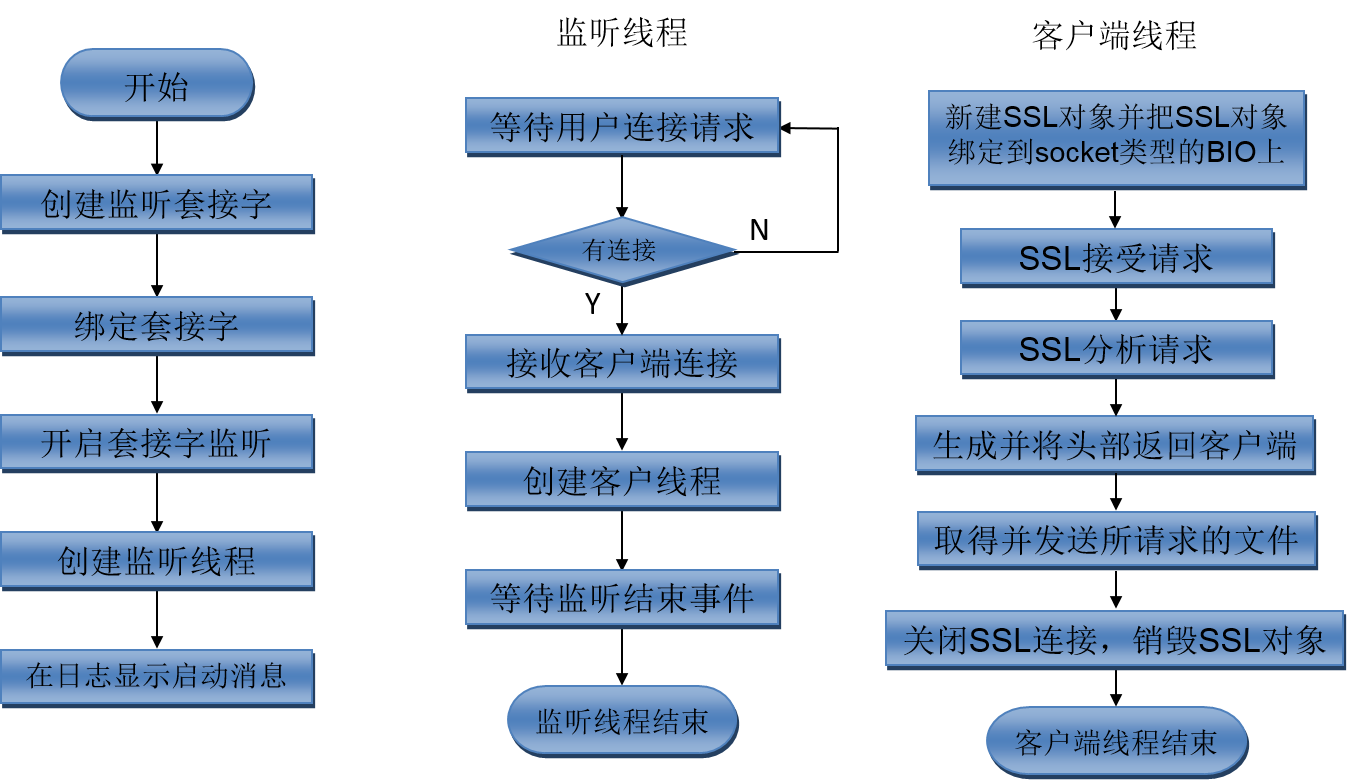 开始
创建监听套接字
绑定套接字
开启套接字监听
创建监听线程
在日志显示启动消息
监听线程
等待用户连接请求
有连接
N
Y
接收客户端连接
创建客户线程
等待监听结束事件
监听线程结束
客户端线程
新建SSL对象并把SSL对象
绑定到socket类型的BIO上
SSL接受请求
SSL分析请求
生成并将头部返回客户端
取得并发送所请求的文件
关闭SSL连接，销毁SSL对象
客户端线程结束